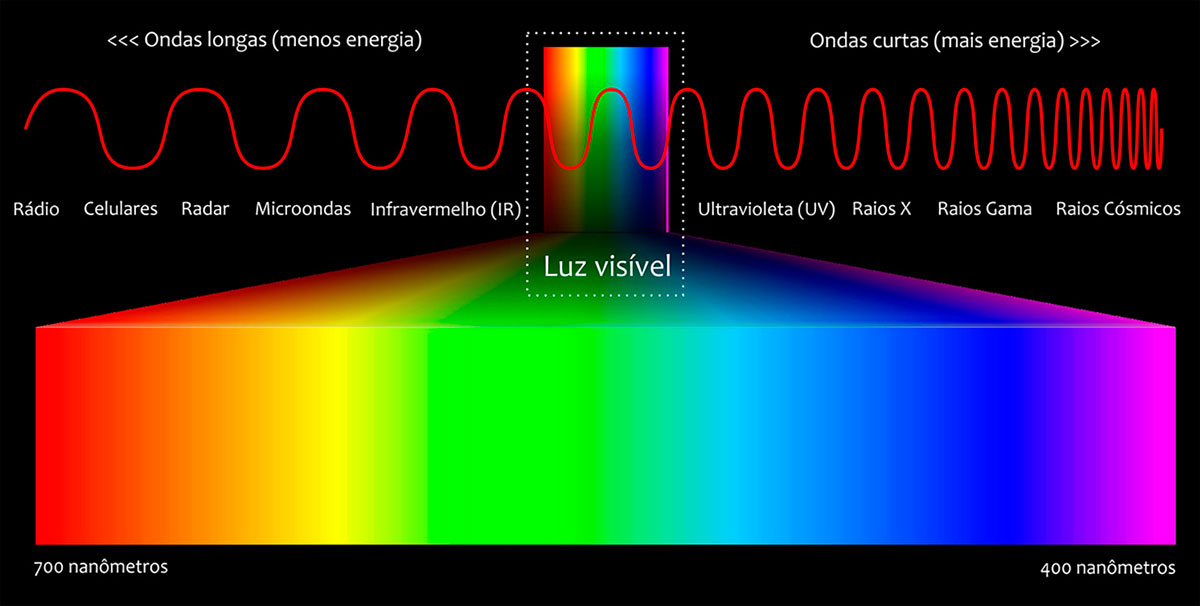 <<< Ondas longas (menos energia)
Ondas curtas (mais energia) >>>
Rádio
Celulares
Radar
Microondas
Infravermelho (IR)
Ultravioleta (UV)
Raios X
Raios Gama
Raios Cósmicos
Luz visível
700 nanômetros
400 nanômetros